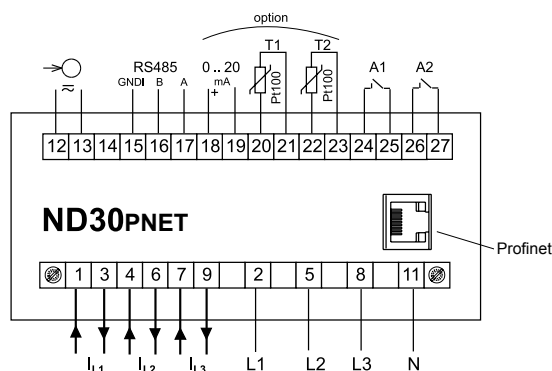 option
T1 T2
RS485 0 .. 20 A1 A2
GNDI B A mA
+ Pt100 Pt100
12 13 14 15 16 17 18 19 20 21 22 23 24 25 26 27
ND30PNET
Profinet
1 3 4 6 7 9 2 5 8 11
IL1 IL2 IL3 L1 L2 L3 N